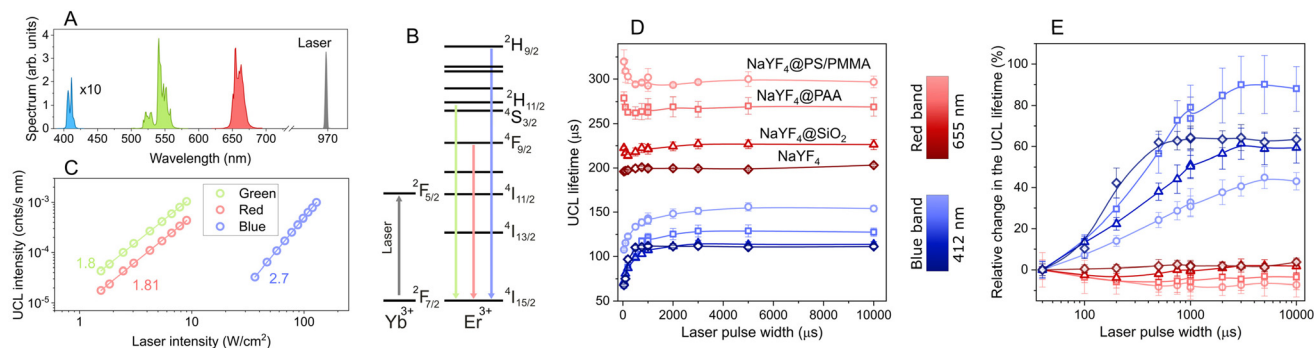 A
Spectrum (arb. units)
4
3
2
1
0
x10
Laser
400 450 500 550 600 650 700 970
Wavelength (nm)
C
UCL intensity (cnts/s nm)
10⁻³
10⁻⁴
10⁻⁵
Green
Red
Blue
1.8
1.81
2.7
1 10 100
Laser intensity (W/cm²)
B
²H₉/₂
²H₁₁/₂
⁴S₃/₂
⁴F₉/₂
²F₅/₂
⁴I₁₁/₂
Laser
⁴I₁₃/₂
²F₇/₂
⁴I₁₅/₂
Yb³⁺
Er³⁺
D
UCL lifetime (μs)
300
250
200
150
100
50
NaYF₄@PS/PMMA
NaYF₄@PAA
NaYF₄@SiO₂
NaYF₄
0 2000 4000 6000 8000 10000
Laser pulse width (μs)
Red band
655 nm
Blue band
412 nm
E
Relative change in the UCL lifetime (%)
100
80
60
40
20
0
-20
100 1000 10000
Laser pulse width (μs)